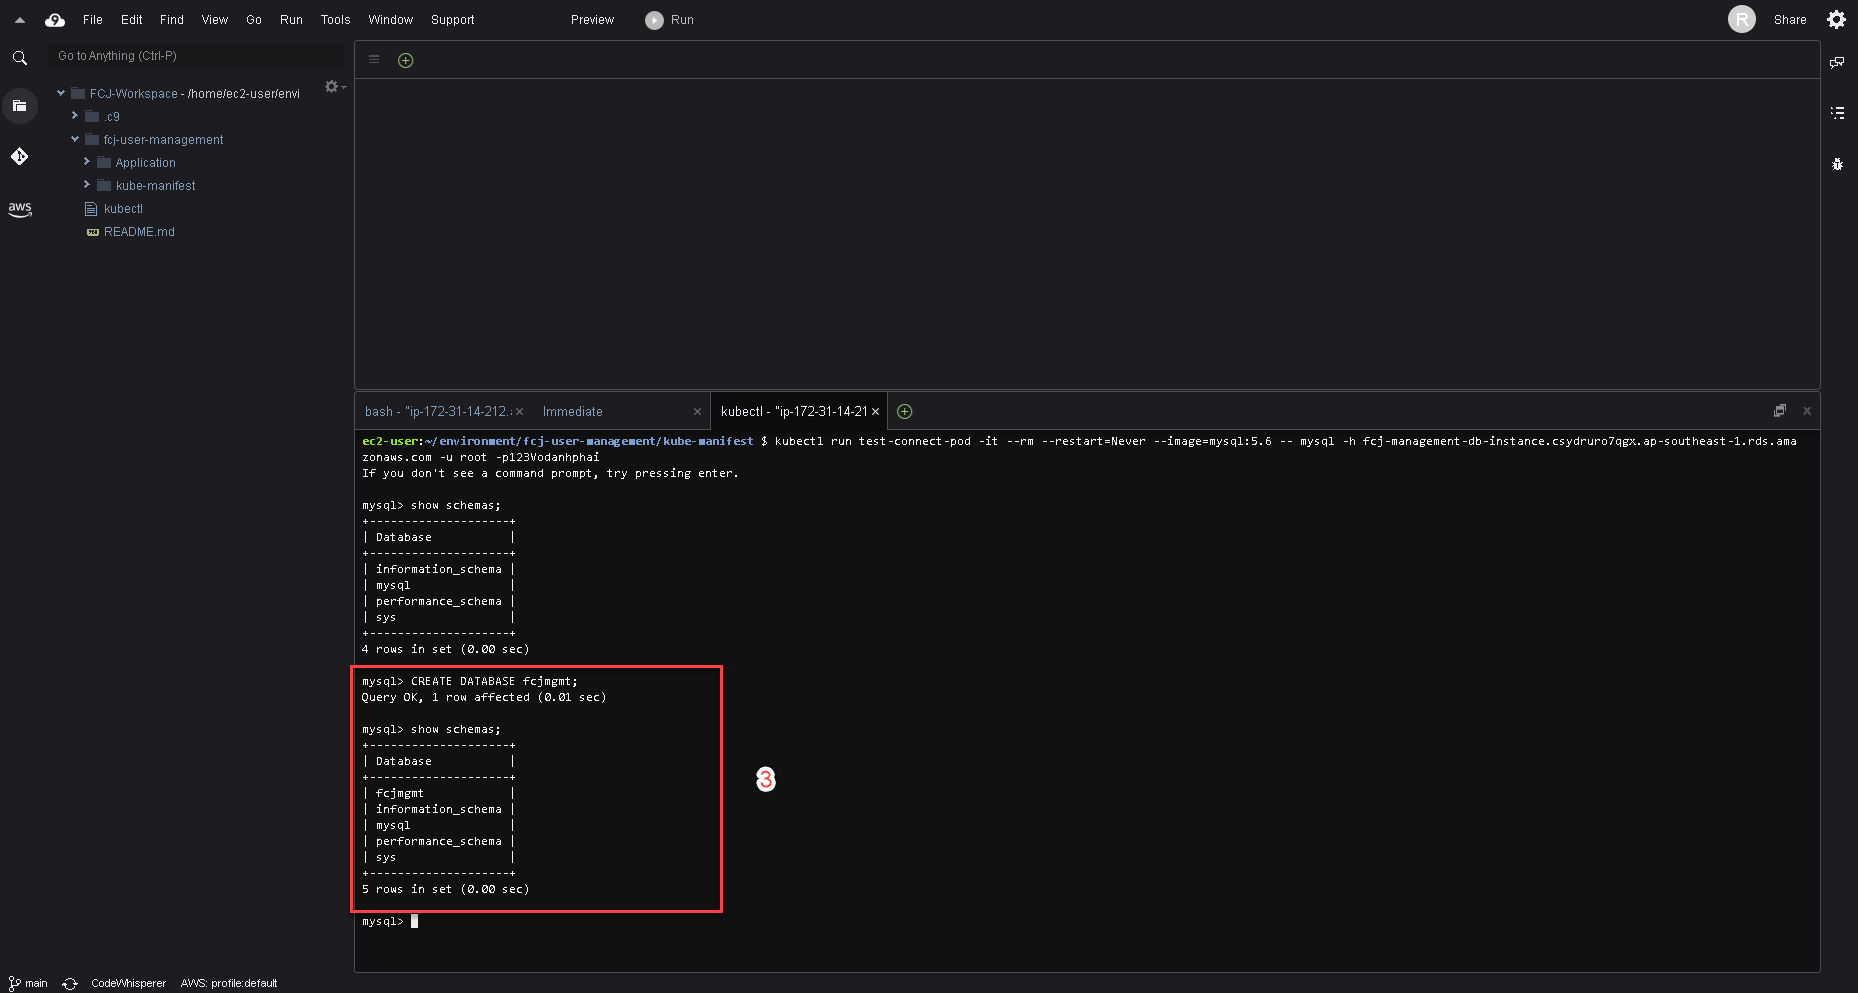 9 File Edit Find View Go Run Tools Window Support Preview Run R Share
Go to Anything (Ctrl-P)
FCJ-Workspace - /home/ec2-user/envi
.c9
fcj-user-management
Application
kube-manifest
kubectl
README.md
aws
bash - "ip-172-31-14-212. × Immediate × kubectl - "ip-172-31-14-21 ×
ec2-user:~/environment/fcj-user-management/kube-manifest $ kubectl run test-connect-pod -it --rm --restart=Never --image=mysql:5.6 -- mysql -h fcj-management-db-instance.csydruro7qgx.ap-southeast-1.rds.ama
zonaws.com -u root -p123Vodanhphai
If you don't see a command prompt, try pressing enter.
mysql> show schemas;
+--------------------+
| Database           |
+--------------------+
| information_schema |
| mysql              |
| performance_schema |
| sys                |
+--------------------+
4 rows in set (0.00 sec)
mysql> CREATE DATABASE fcjmgmt;
Query OK, 1 row affected (0.01 sec)
mysql> show schemas;
+--------------------+
| Database           |
+--------------------+
| fcjmgmt            |
| information_schema |
| mysql              |
| performance_schema |
| sys                |
+--------------------+
5 rows in set (0.00 sec)
mysql>
3
main CodeWhisperer AWS: profile:default